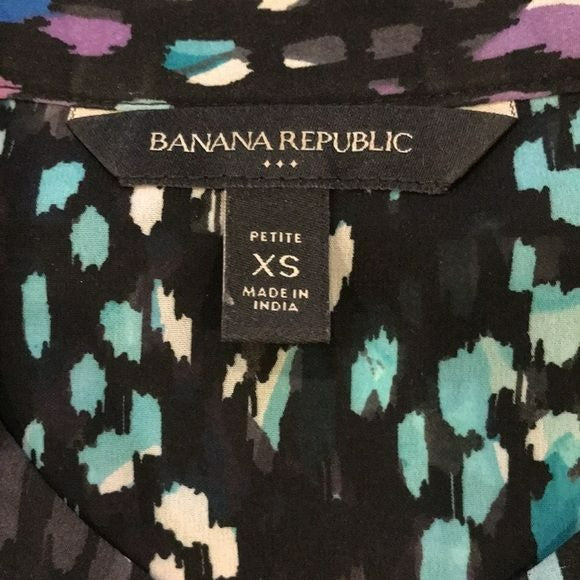 BANANA REPUBLIC
PETITE
XS
MADE IN
INDIA